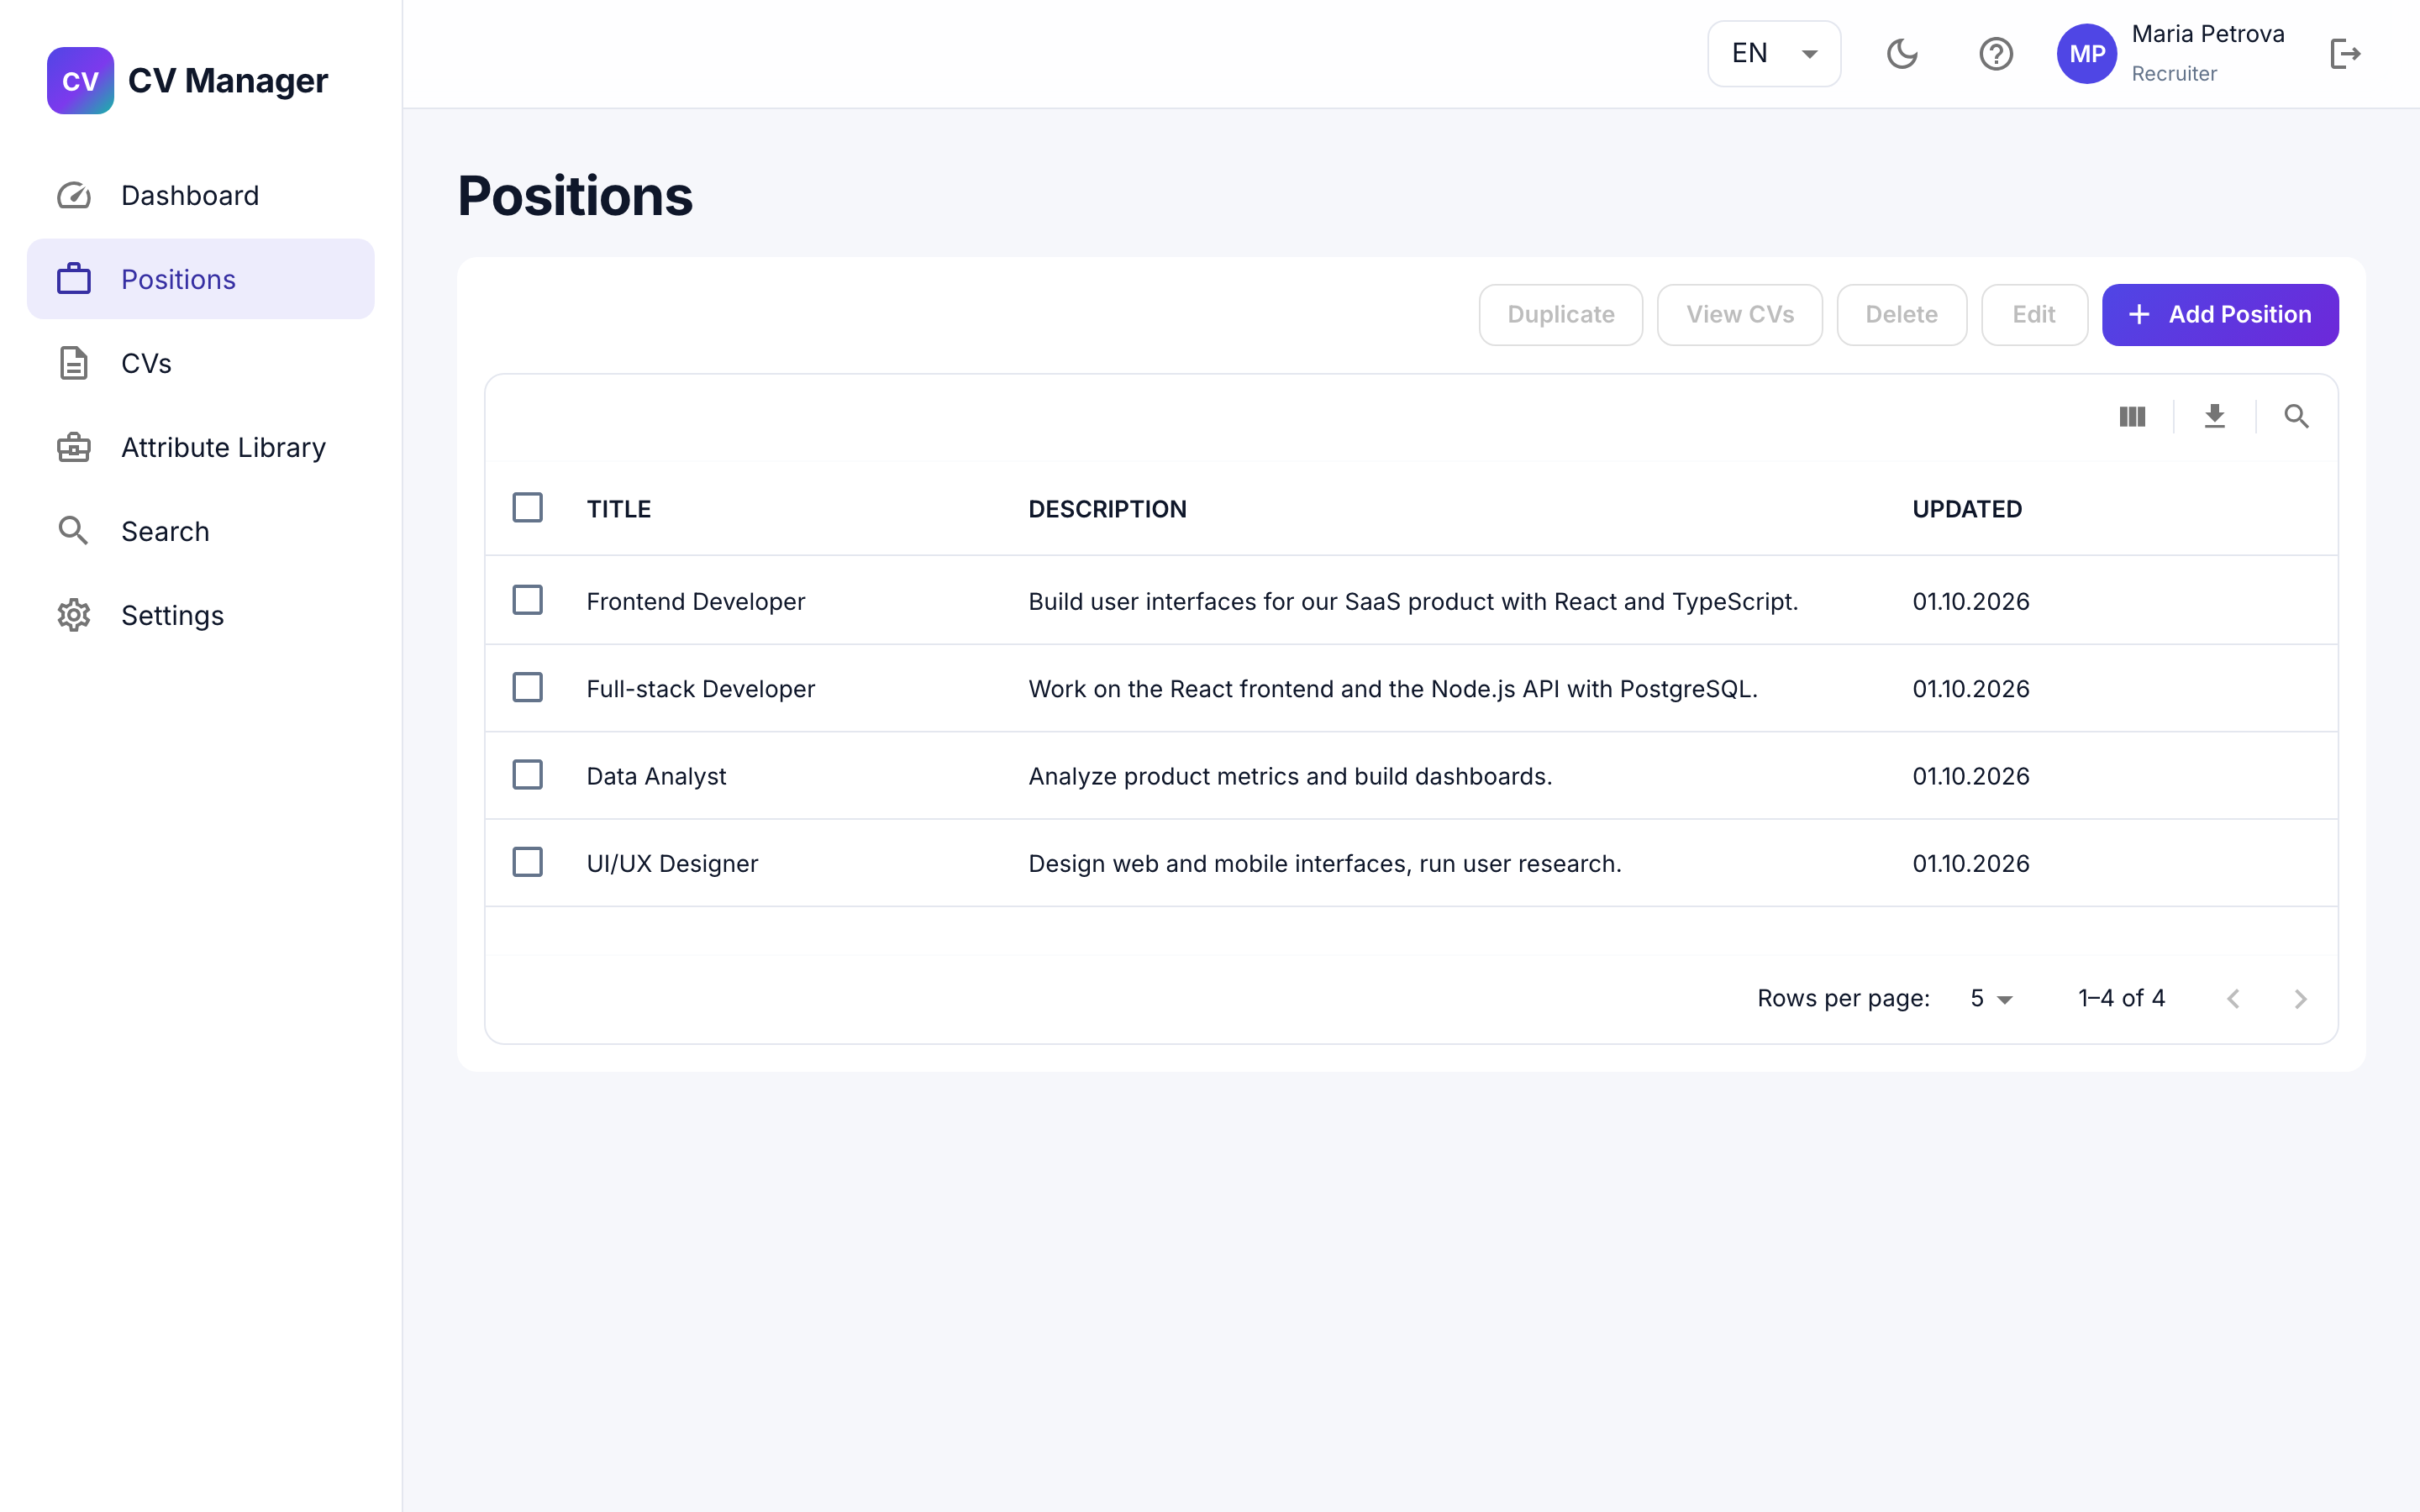 CV CV Manager
Dashboard
Positions
CVs
Attribute Library
Search
Settings
EN
MP
Maria Petrova
Recruiter
Positions
Duplicate View CVs Delete Edit + Add Position
TITLE DESCRIPTION UPDATED
Frontend Developer Build user interfaces for our SaaS product with React and TypeScript. 01.10.2026
Full-stack Developer Work on the React frontend and the Node.js API with PostgreSQL. 01.10.2026
Data Analyst Analyze product metrics and build dashboards. 01.10.2026
UI/UX Designer Design web and mobile interfaces, run user research. 01.10.2026
Rows per page: 5 1–4 of 4